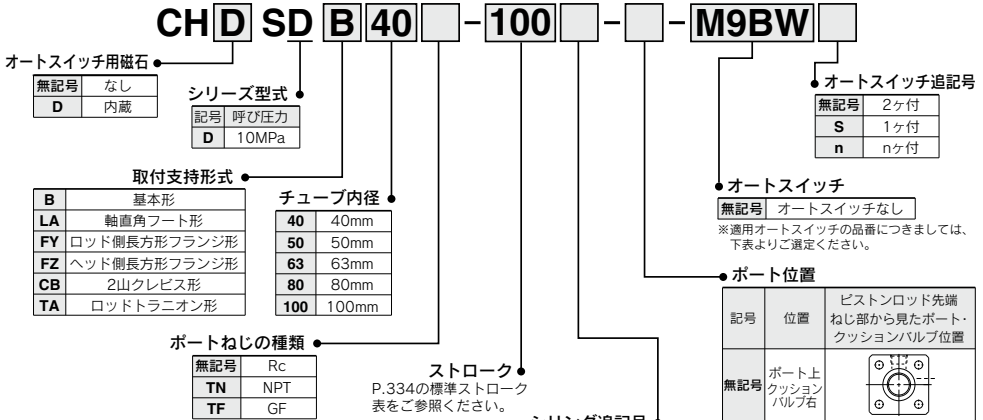 CHD SD B 40 - 100 - - M9BW
オートスイッチ用磁石
無記号 なし
D 内蔵
シリーズ型式
記号 呼び圧力
D 10MPa
取付支持形式
B 基本形
LA 軸直角フート形
FY ロッド側長方形フランジ形
FZ ヘッド側長方形フランジ形
CB 2山クレビス形
TA ロッドトラニオン形
チューブ内径
40 40mm
50 50mm
63 63mm
80 80mm
100 100mm
ポートねじの種類
無記号 Rc
TN NPT
TF GF
ストローク
P.334の標準ストローク
表をご参照ください。
シリンダ追記号
オートスイッチ追記号
無記号 2ヶ付
S 1ヶ付
n nヶ付
オートスイッチ
無記号 オートスイッチなし
※適用オートスイッチの品番につきましては、
下表よりご選定ください。
ポート位置
記号 位置 ピストンロッド先端
ねじ部から見たポート・
クッションバルブ位置
無記号 ポート上
クッション
バルブ右